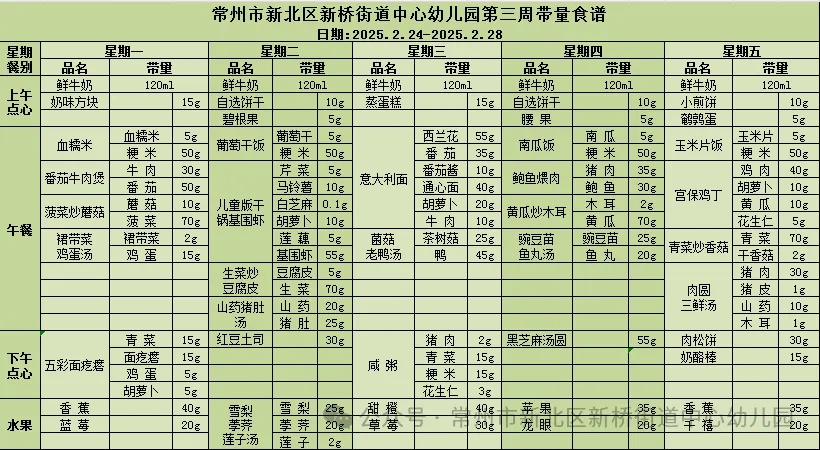 常州市新北区新桥街道中心幼儿园第三周带量食谱
日期:2025.2.24-2025.2.28
星期 星期一 星期二 星期三 星期四 星期五
餐别 品名 带量 品名 带量 品名 带量 品名 带量 品名 带量
上午点心 鲜牛奶 120ml 鲜牛奶 120ml 鲜牛奶 120ml 鲜牛奶 120ml 鲜牛奶 120ml
奶味方块 15g 自选饼干 10g 蒸蛋糕 15g 自选饼干 10g 小煎饼 10g
碧根果 5g 腰果 5g 鹌鹑蛋 5g
午餐 血糯米 血糯米 5g 葡萄干饭 葡萄干 5g 意大利面 西兰花 55g 南瓜饭 南瓜 5g 玉米片饭 玉米片 5g
粳米 50g 粳米 50g 番茄 35g 粳米 50g 粳米 50g
番茄牛肉煲 牛肉 30g 儿童版干锅基围虾 芹菜 5g 番茄酱 10g 鲍鱼煨肉 猪肉 35g 宫保鸡丁 鸡肉 40g
番茄 50g 马铃薯 10g 通心面 40g 鲍鱼 30g 胡萝卜 10g
菠菜炒蘑菇 蘑菇 10g 白芝麻 0.1g 胡萝卜 20g 黄瓜炒木耳 木耳 2g 黄瓜 10g
菠菜 70g 胡萝卜 10g 牛肉 10g 黄瓜 70g 花生仁 5g
裙带菜鸡蛋汤 裙带菜 2g 莲藕 5g 菌菇老鸭汤 茶树菇 25g 豌豆苗鱼丸汤 豌豆苗 25g 青菜炒香菇 青菜 70g
鸡蛋 15g 基围虾 55g 鸭 45g 鱼丸 20g 干香菇 2g
生菜炒豆腐皮 豆腐皮 5g 肉圆三鲜汤 猪肉 30g
生菜 70g 猪皮 1g
山药猪肚汤 山药 20g 山药 10g
猪肚 25g 木耳 1g
下午点心 五彩面疙瘩 青菜 15g 红豆土司 30g 咸粥 猪肉 2g 黑芝麻汤圆 55g 肉松饼 30g
面疙瘩 15g 青菜 15g 奶酪棒 15g
鸡蛋 5g 粳米 15g
胡萝卜 5g 花生仁 3g
水果 香蕉 40g 雪梨荸荠莲子汤 雪梨 25g 甜橙 40g 苹果 35g 香蕉 35g
蓝莓 20g 荸荠 20g 草莓 30g 龙眼 20g 干禧 20g
莲子 2g
公众号·常州市新北区新桥街道中心幼儿园